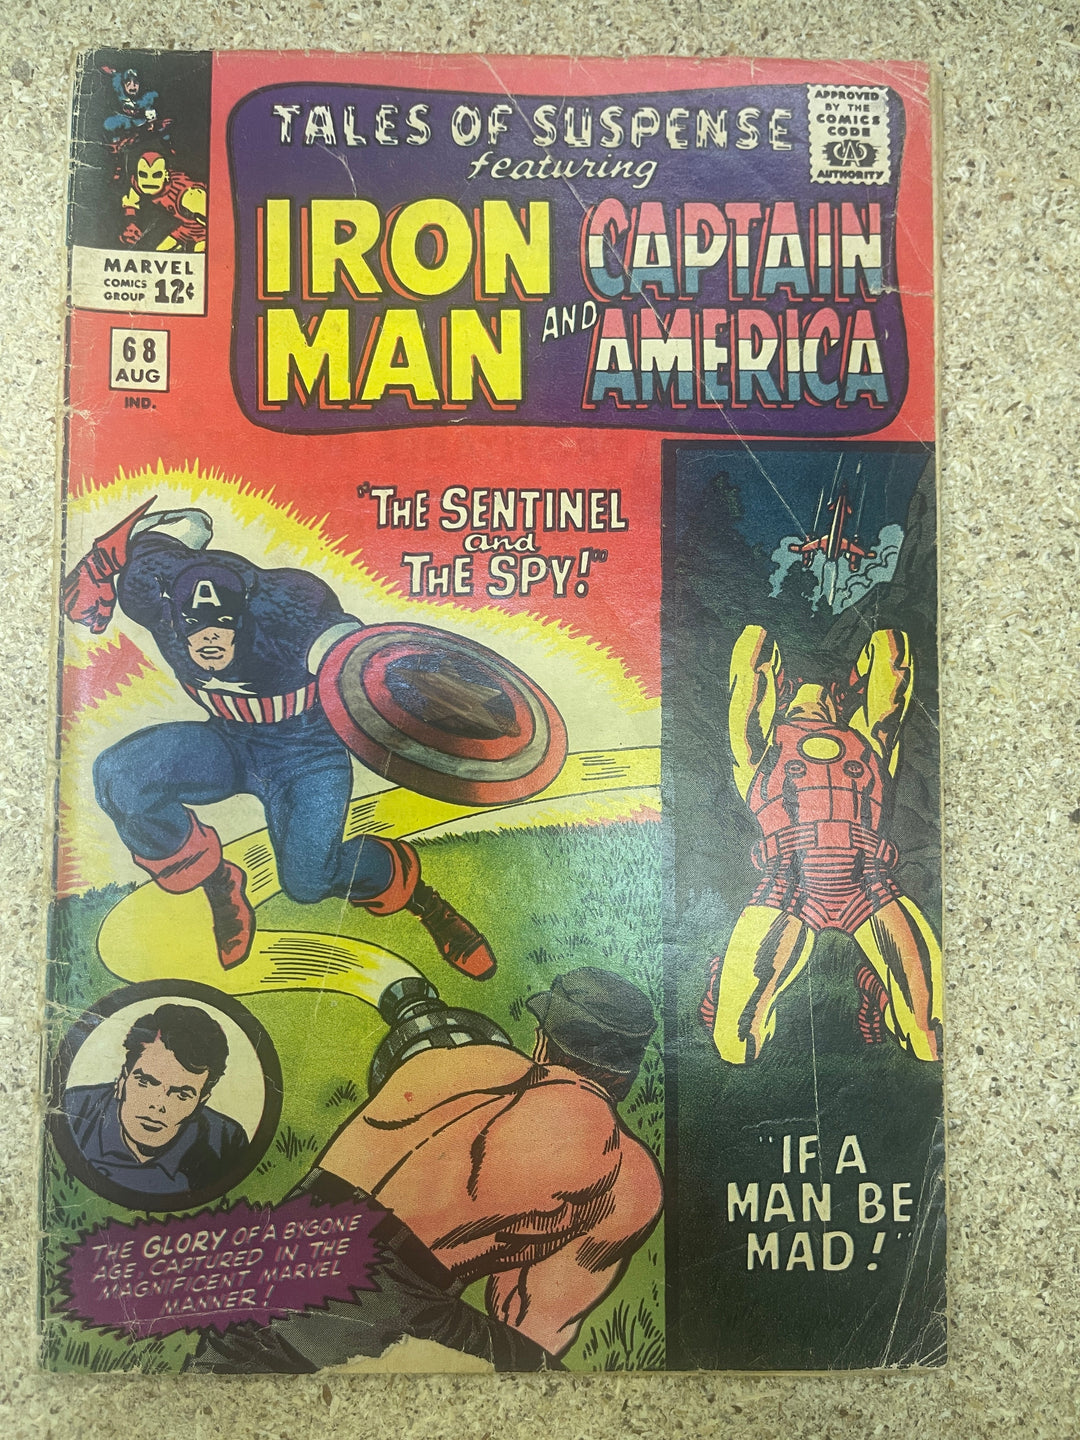 TALES OF SUSPENSE
featuring
IRON
MAN
AND
CAPTAIN
AMERICA
APPROVED
BY THE
COMICS
CODE
CA
AUTHORITY
MARVEL
COMICS
GROUP 12¢
68
AUG
IND.
"THE SENTINEL
and
THE SPY!"
A
"IF A
MAN BE
MAD!"
THE GLORY OF A BYGONE
AGE, CAPTURED IN THE
MAGNIFICENT MARVEL
MANNER!